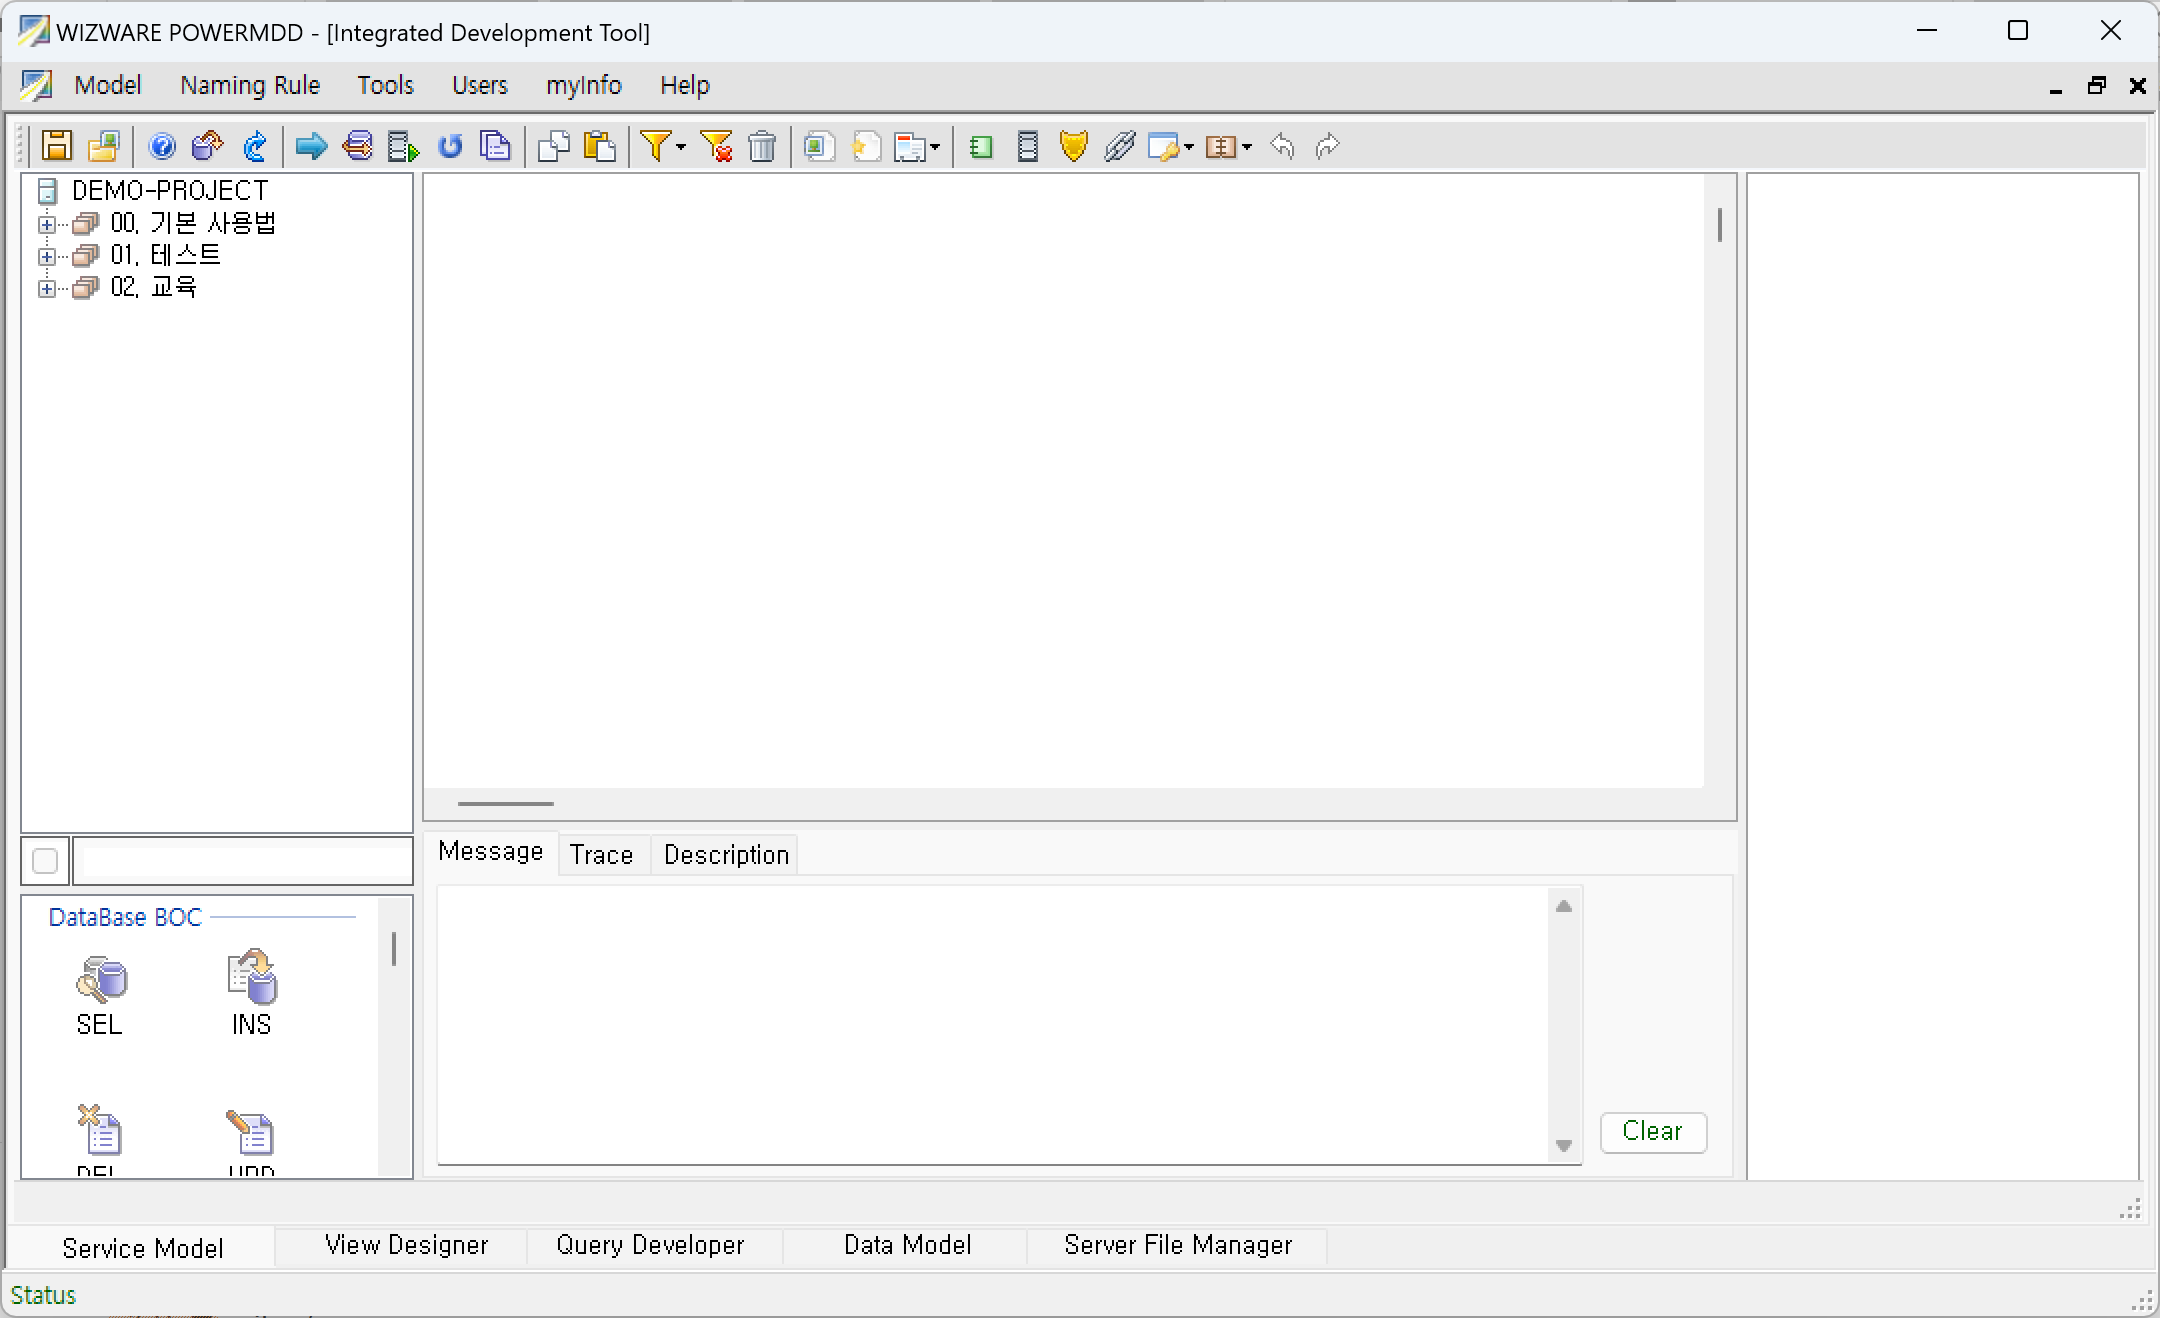 WIZWARE POWERMDD - [Integrated Development Tool]
Model Naming Rule Tools Users myInfo Help
DEMO-PROJECT
00. 기본 사용법
01. 테스트
02. 교육
Message Trace Description
DataBase BOC
SEL INS
DEL UPD
Clear
Service Model View Designer Query Developer Data Model Server File Manager
Status